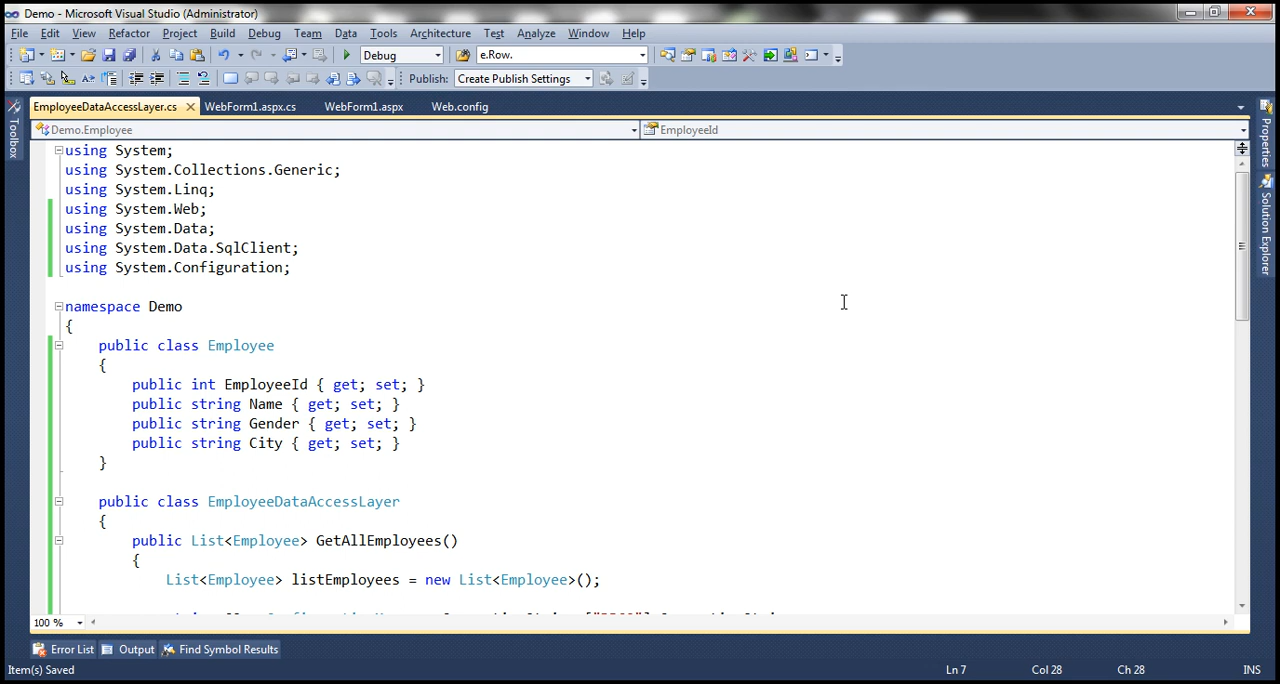 Demo - Microsoft Visual Studio (Administrator)
File Edit View Refactor Project Build Debug Team Data Tools Architecture Test Analyze Window Help
Debug e.Row.
Publish: Create Publish Settings
EmployeeDataAccessLayer.cs WebForm1.aspx.cs WebForm1.aspx Web.config
Demo.Employee EmployeeId
Toolbox
Properties
Solution Explorer
using System;
using System.Collections.Generic;
using System.Linq;
using System.Web;
using System.Data;
using System.Data.SqlClient;
using System.Configuration;
namespace Demo
{
public class Employee
{
public int EmployeeId { get; set; }
public string Name { get; set; }
public string Gender { get; set; }
public string City { get; set; }
}
public class EmployeeDataAccessLayer
{
public List<Employee> GetAllEmployees()
{
List<Employee> listEmployees = new List<Employee>();
100 %
Error List Output Find Symbol Results
Item(s) Saved Ln 7 Col 28 Ch 28 INS